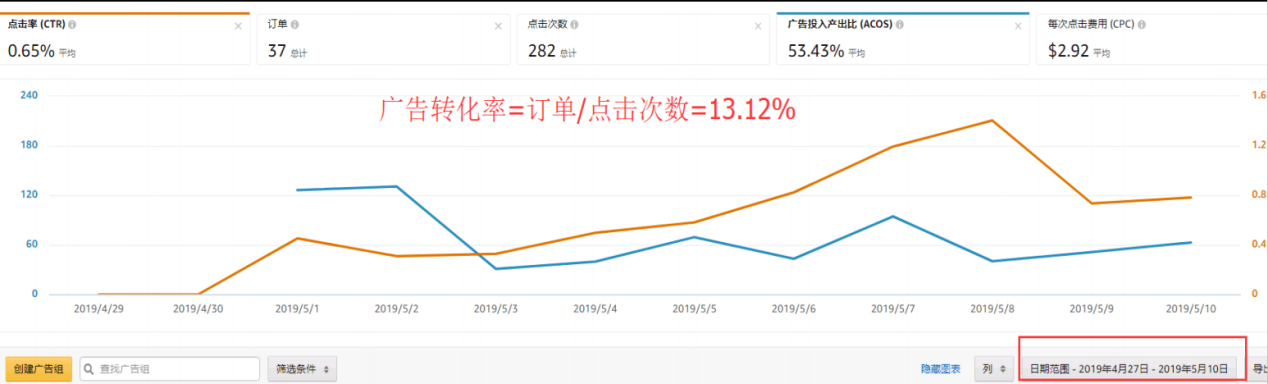 点击率 (CTR)
订单
点击次数
广告投入产出比 (ACOS)
每次点击费用 (CPC)
0.65% 平均
37 总计
282 总计
53.43% 平均
$2.92 平均
240
1.6
广告转化率=订单/点击次数=13.12%
180
1.2
120
0.8
60
0.4
0
0
2019/4/29
2019/4/30
2019/5/1
2019/5/2
2019/5/3
2019/5/4
2019/5/5
2019/5/6
2019/5/7
2019/5/8
2019/5/9
2019/5/10
创建广告组
查找广告组
筛选条件
隐藏图表
列
日期范围 - 2019年4月27日 - 2019年5月10日
导